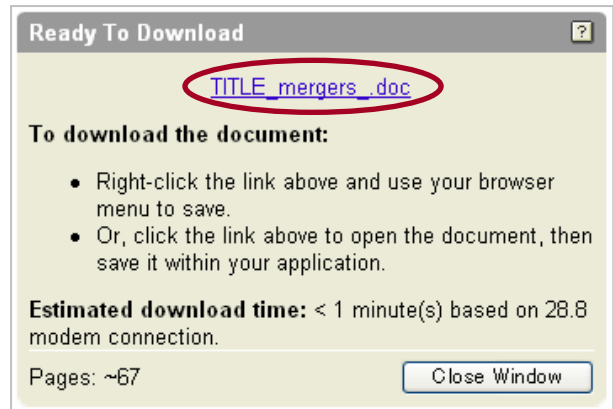 Ready To Download ?
TITLE_mergers_.doc
To download the document:
• Right-click the link above and use your browser
menu to save.
• Or, click the link above to open the document, then
save it within your application.
Estimated download time: < 1 minute(s) based on 28.8
modem connection.
Pages: ~67 Close Window